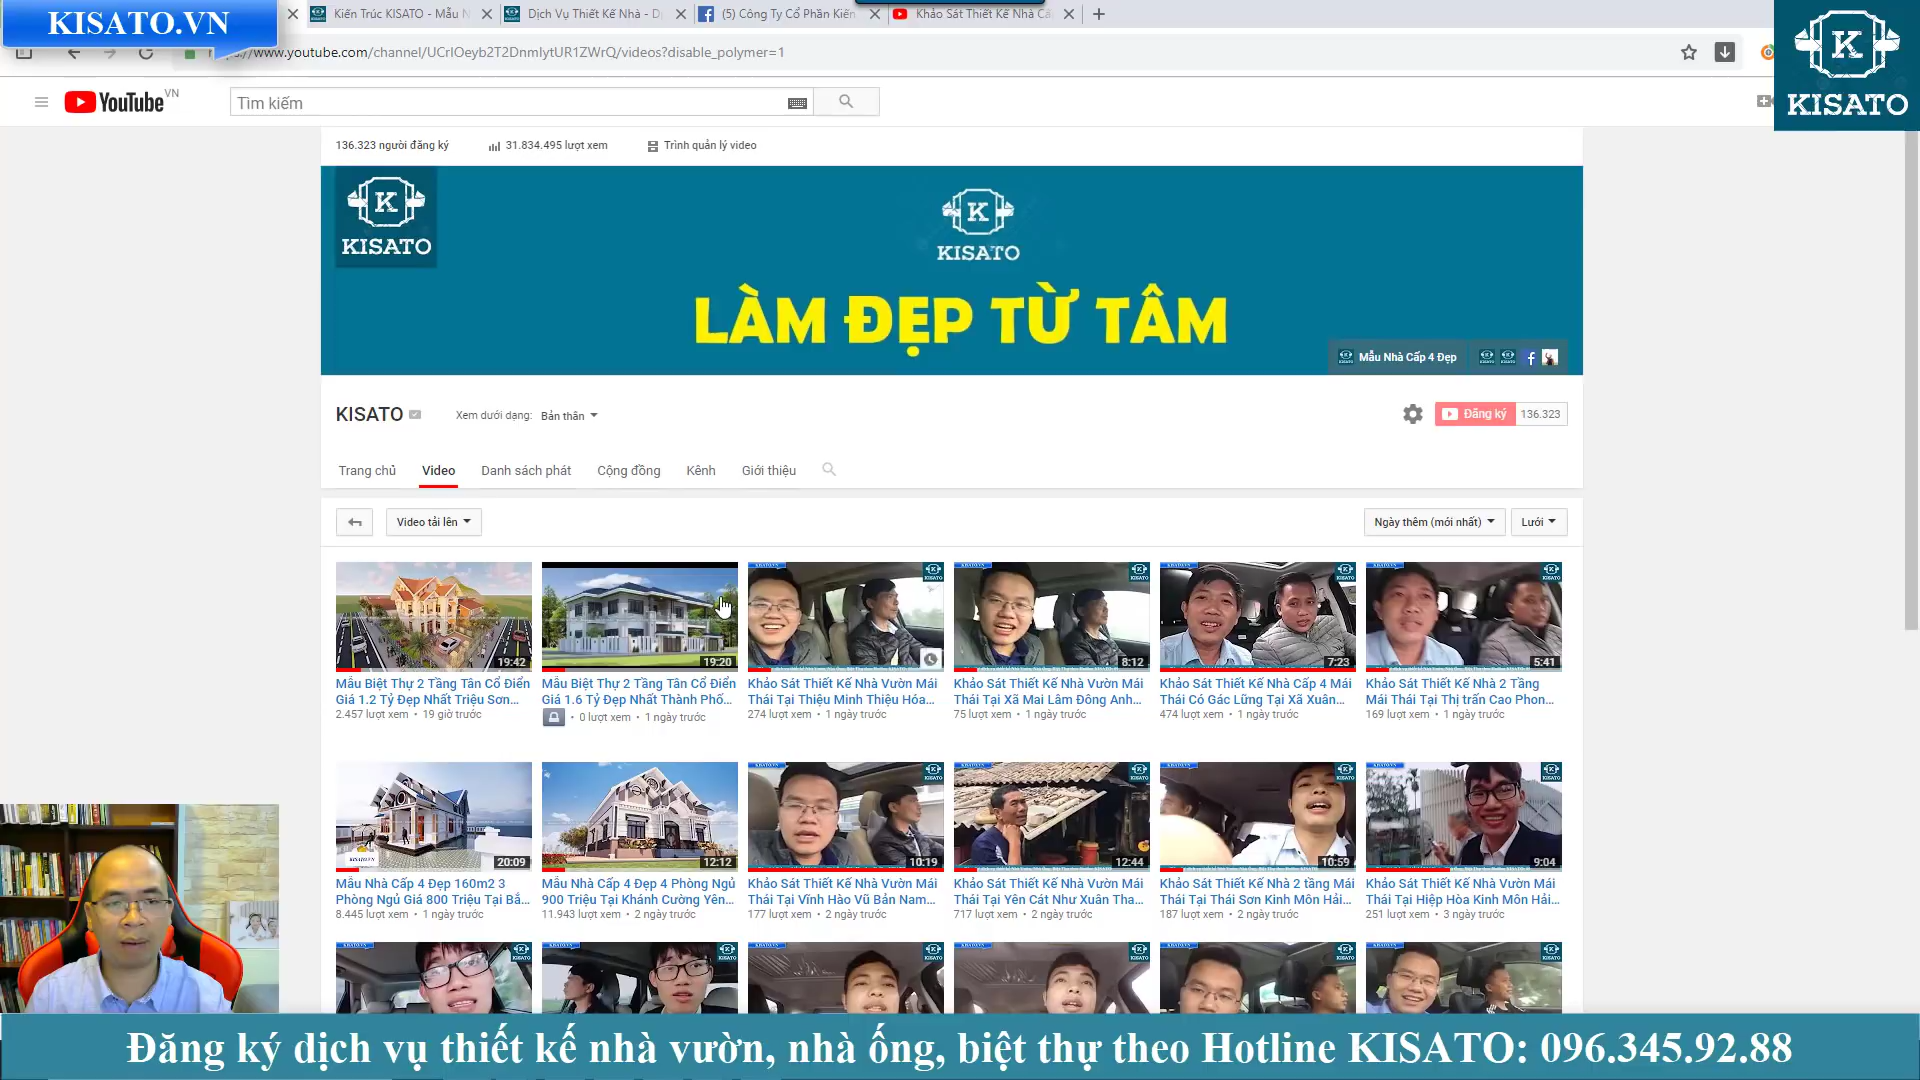 KISATO.VN
Kiến Trúc KISATO - Mẫu N
Dịch Vụ Thiết Kế Nhà - D
(5) Công Ty Cổ Phần Kiến
Khảo Sát Thiết Kế Nhà Cấ
www.youtube.com/channel/UCrIOeyb2T2DnmIytUR1ZWrQ/videos?disable_polymer=1
K
KISATO
YouTube VN
Tìm kiếm
136.323 người đăng ký
31.834.495 lượt xem
Trình quản lý video
K
KISATO
K
KISATO
LÀM ĐẸP TỪ TÂM
Mẫu Nhà Cấp 4 Đẹp
KISATO
Xem dưới dạng: Bản thân
Đăng ký 136.323
Trang chủ Video Danh sách phát Cộng đồng Kênh Giới thiệu
Video tải lên
Ngày thêm (mới nhất)
Lưới
19:42
19:20
8:12
7:23
5:41
Mẫu Biệt Thự 2 Tầng Tân Cổ Điển
Giá 1.2 Tỷ Đẹp Nhất Triệu Sơn...
2.457 lượt xem • 19 giờ trước
Mẫu Biệt Thự 2 Tầng Tân Cổ Điển
Giá 1.6 Tỷ Đẹp Nhất Thành Phố...
• 0 lượt xem • 1 ngày trước
Khảo Sát Thiết Kế Nhà Vườn Mái
Thái Tại Thiệu Minh Thiệu Hóa...
274 lượt xem • 1 ngày trước
Khảo Sát Thiết Kế Nhà Vườn Mái
Thái Tại Xã Mai Lâm Đông Anh...
75 lượt xem • 1 ngày trước
Khảo Sát Thiết Kế Nhà Cấp 4 Mái
Thái Có Gác Lửng Tại Xã Xuân...
474 lượt xem • 1 ngày trước
Khảo Sát Thiết Kế Nhà 2 Tầng
Mái Thái Tại Thị trấn Cao Phon...
169 lượt xem • 1 ngày trước
KISATO.VN
20:09
12:12
10:19
12:44
10:59
9:04
Mẫu Nhà Cấp 4 Đẹp 160m2 3
Phòng Ngủ Giá 800 Triệu Tại Bắ...
8.445 lượt xem • 1 ngày trước
Mẫu Nhà Cấp 4 Đẹp 4 Phòng Ngủ
900 Triệu Tại Khánh Cường Yên...
11.943 lượt xem • 2 ngày trước
Khảo Sát Thiết Kế Nhà Vườn Mái
Thái Tại Vĩnh Hào Vũ Bản Nam...
177 lượt xem • 2 ngày trước
Khảo Sát Thiết Kế Nhà Vườn Mái
Thái Tại Yên Cát Như Xuân Tha...
717 lượt xem • 2 ngày trước
Khảo Sát Thiết Kế Nhà 2 tầng Mái
Thái Tại Thái Sơn Kinh Môn Hải...
187 lượt xem • 2 ngày trước
Khảo Sát Thiết Kế Nhà Vườn Mái
Thái Tại Hiệp Hòa Kinh Môn Hải...
251 lượt xem • 3 ngày trước
Đăng ký dịch vụ thiết kế nhà vườn, nhà ống, biệt thự theo Hotline KISATO: 096.345.92.88